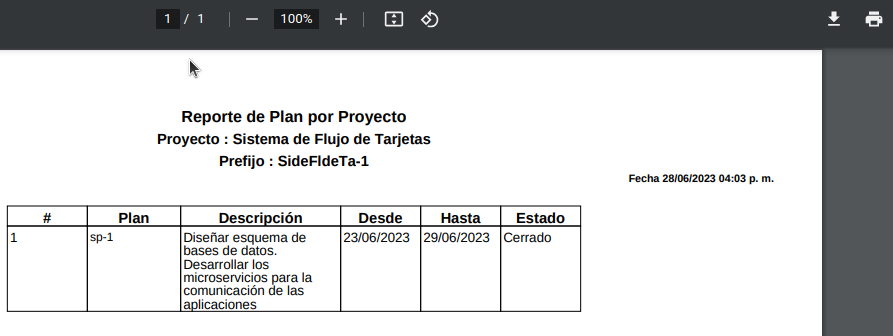 1 / 1
100%
Reporte de Plan por Proyecto
Proyecto : Sistema de Flujo de Tarjetas
Prefijo : SideFldeTa-1
Fecha 28/06/2023 04:03 p. m.
# Plan Descripción Desde Hasta Estado
1 sp-1 Diseñar esquema de 23/06/2023 29/06/2023 Cerrado
bases de datos.
Desarrollar los
microservicios para la
comunicación de las
aplicaciones